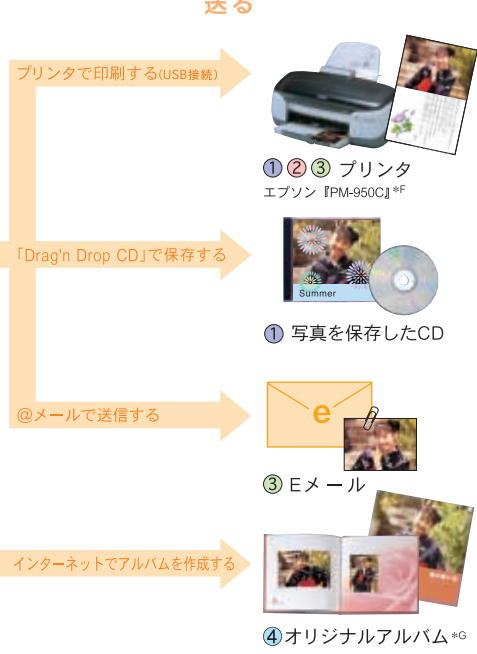 送る
プリンタで印刷する(USB接続)
①②③ プリンタ
エプソン『PM-950C』*F
「Drag'n Drop CD」で保存する
Summer
① 写真を保存したCD
@メールで送信する
e
③ Eメール
インターネットでアルバムを作成する
④オリジナルアルバム*G